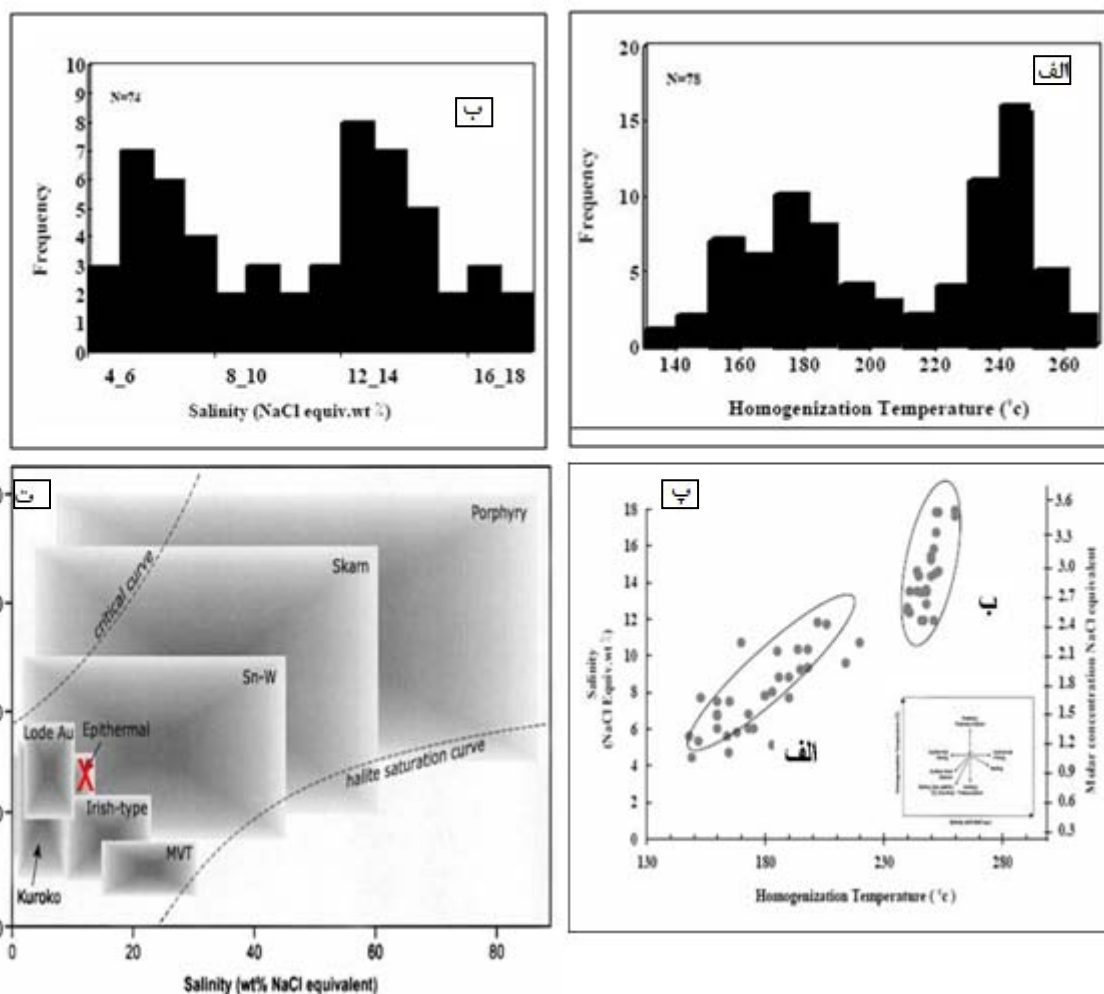 ب
N=74
Frequency
10
9
8
7
6
5
4
3
2
1
0
4_6
8_10
12_14
16_18
Salinity (NaCl equiv.wt %)
الف
N=78
Frequency
20
15
10
5
0
140
160
180
200
220
240
260
Homogenization Temperature (°c)
ت
Porphyry
Skarn
critical curve
Sn-W
Lode Au
Epithermal
halite saturation curve
Irish-type
MVT
Kuroko
0
20
40
60
80
Salinity (wt% NaCl equivalent)
پ
Salinity
(NaCl Equiv.wt %)
18
16
14
12
10
8
6
4
2
0
130
180
230
280
Homogenization Temperature (°c)
الف
ب
3.6
3.3
3.0
2.7
2.4
2.1
1.8
1.5
1.2
0.9
0.6
0.3
Molar concentration NaCl equivalent